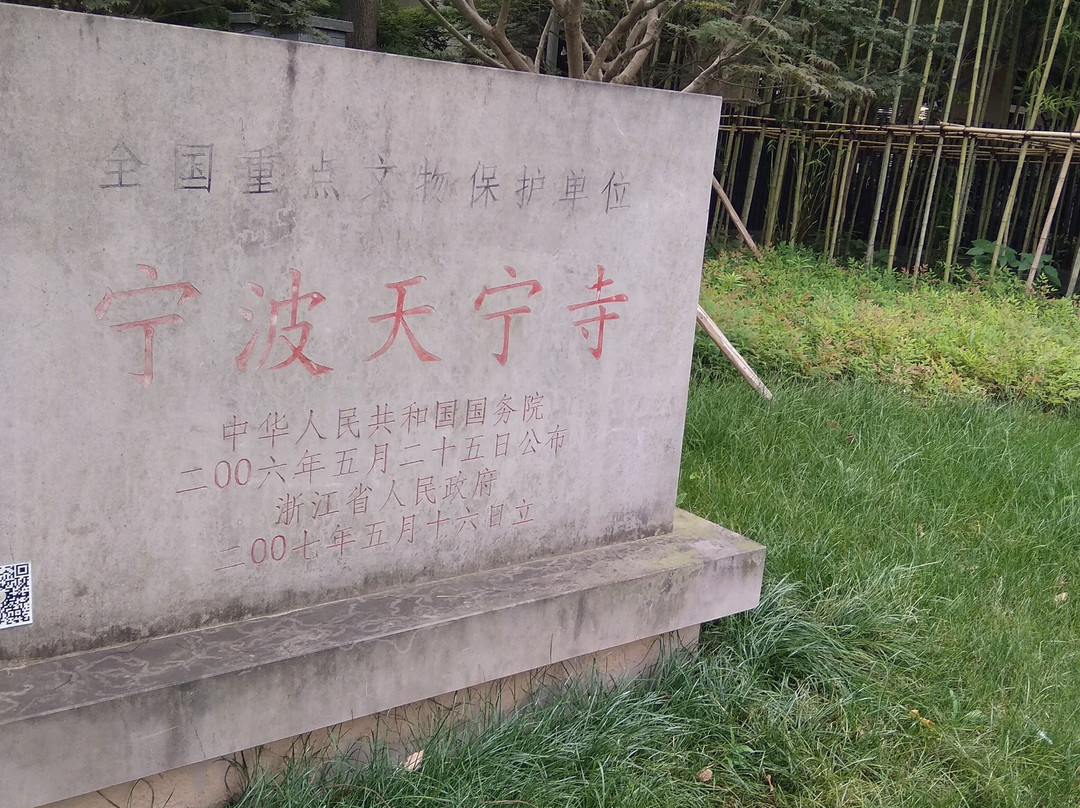 全国重点文物保护单位
宁波天宁寺
中华人民共和国国务院
二00六年五月二十五日公布
浙江省人民政府
二00七年五月十六日立